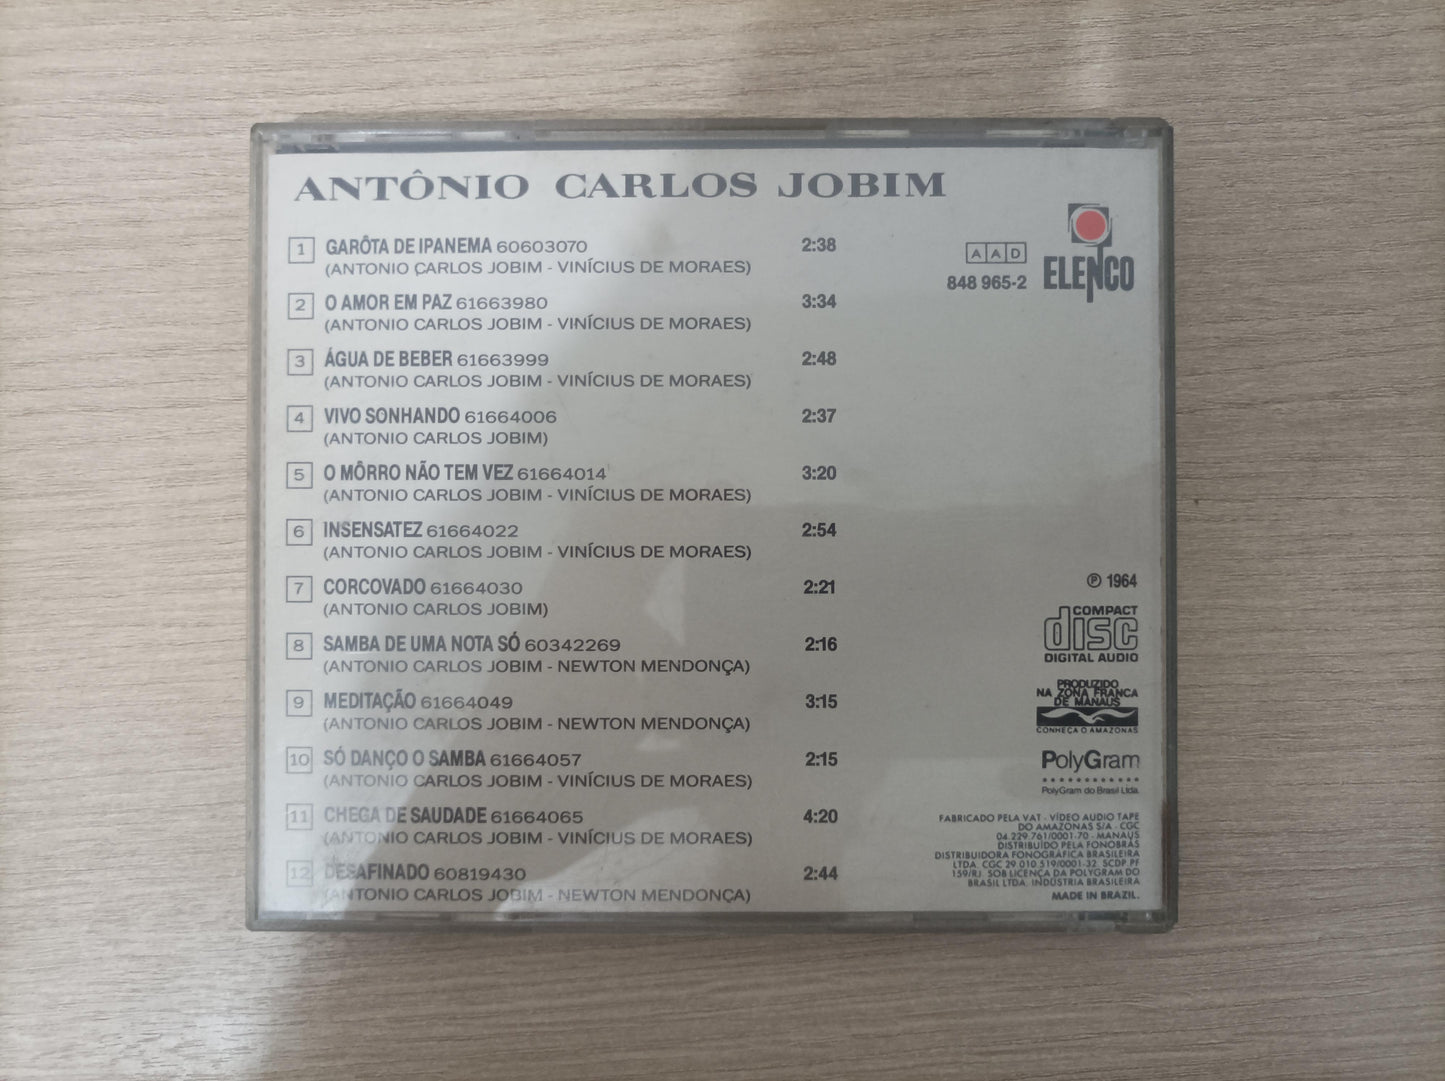 ANTÔNIO CARLOS JOBIM
1 GARÔTA DE IPANEMA 60603070 2:38
(ANTONIO CARLOS JOBIM - VINÍCIUS DE MORAES)
2 O AMOR EM PAZ 61663980 3:34
(ANTONIO CARLOS JOBIM - VINÍCIUS DE MORAES)
3 ÁGUA DE BEBER 61663999 2:48
(ANTONIO CARLOS JOBIM - VINÍCIUS DE MORAES)
4 VIVO SONHANDO 61664006 2:37
(ANTONIO CARLOS JOBIM)
5 O MÔRRO NÃO TEM VEZ 61664014 3:20
(ANTONIO CARLOS JOBIM - VINÍCIUS DE MORAES)
6 INSENSATEZ 61664022 2:54
(ANTONIO CARLOS JOBIM - VINÍCIUS DE MORAES)
7 CORCOVADO 61664030 2:21
(ANTONIO CARLOS JOBIM)
8 SAMBA DE UMA NOTA SÓ 60342269 2:16
(ANTONIO CARLOS JOBIM - NEWTON MENDONÇA)
9 MEDITAÇÃO 61664049 3:15
(ANTONIO CARLOS JOBIM - NEWTON MENDONÇA)
10 SÓ DANÇO O SAMBA 61664057 2:15
(ANTONIO CARLOS JOBIM - VINÍCIUS DE MORAES)
11 CHEGA DE SAUDADE 61664065 4:20
(ANTONIO CARLOS JOBIM - VINÍCIUS DE MORAES)
12 DESAFINADO 60819430 2:44
(ANTONIO CARLOS JOBIM - NEWTON MENDONÇA)
AAD
848 965-2
ELENCO
℗ 1964
COMPACT
disc
DIGITAL AUDIO
PRODUZIDO
NA ZONA FRANCA
DE MANAUS
CONHEÇA O AMAZONAS
PolyGram
PolyGram do Brasil Ltda.
FABRICADO PELA VAT - VÍDEO AUDIO TAPE
DO AMAZONAS S/A - CGC
04.229.761/0001-70 - MANAUS
DISTRIBUÍDO PELA FONOBRÁS
DISTRIBUIDORA FONOGRÁFICA BRASILEIRA
LTDA. CGC 29.010.519/0001-32. SCDP.PF
159/RJ. SOB LICENÇA DA POLYGRAM DO
BRASIL LTDA. INDÚSTRIA BRASILEIRA
MADE IN BRAZIL.